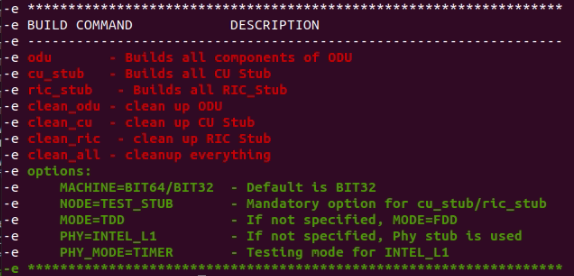 -e ******************************************************************
-e BUILD COMMAND          DESCRIPTION
-e ------------------------------------------------------------------
-e odu       - Builds all components of ODU
-e cu_stub   - Builds all CU Stub
-e ric_stub   - Builds all RIC_Stub
-e clean_odu - clean up ODU
-e clean_cu  - clean up CU Stub
-e clean_ric  - clean up RIC Stub
-e clean_all - cleanup everything
-e options:
-e     MACHINE=BIT64/BIT32  - Default is BIT32
-e     NODE=TEST_STUB       - Mandatory option for cu_stub/ric_stub
-e     MODE=TDD             - If not specified, MODE=FDD
-e     PHY=INTEL_L1         - If not specified, Phy stub is used
-e     PHY_MODE=TIMER       - Testing mode for INTEL_L1
-e ******************************************************************